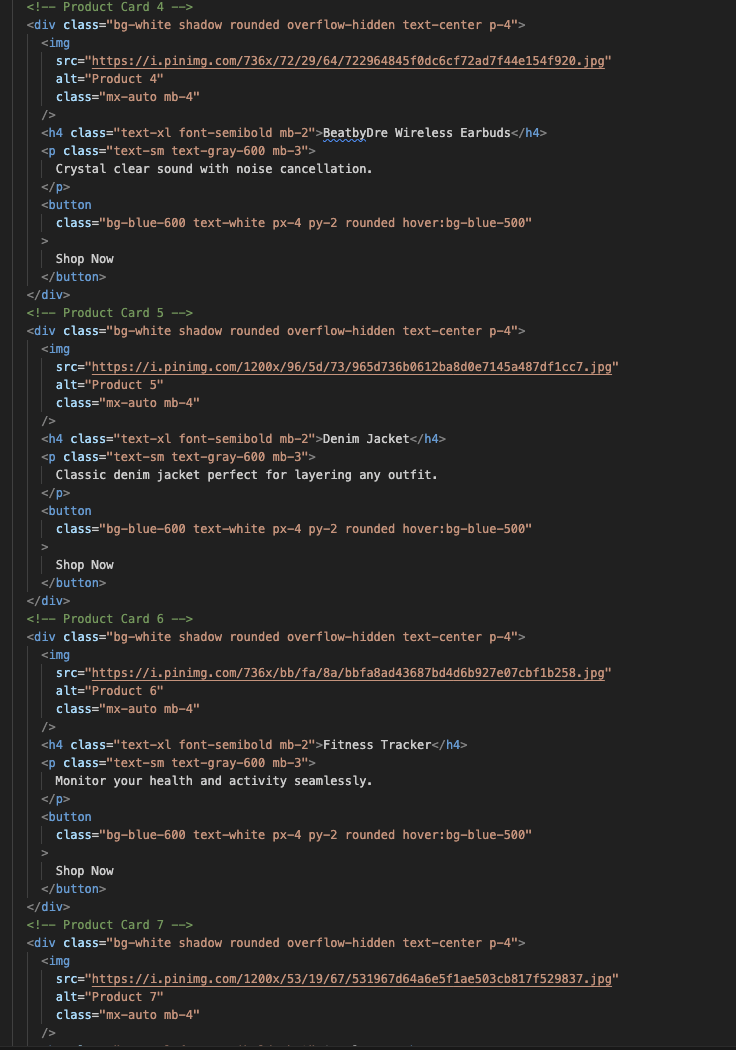 <!-- Product Card 4 -->
<div class="bg-white shadow rounded overflow-hidden text-center p-4">
<img
src="https://i.pinimg.com/736x/72/29/64/722964845f0dc6cf72ad7f44e154f920.jpg"
alt="Product 4"
class="mx-auto mb-4"
/>
<h4 class="text-xl font-semibold mb-2">BeatbyDre Wireless Earbuds</h4>
<p class="text-sm text-gray-600 mb-3">
Crystal clear sound with noise cancellation.
</p>
<button
class="bg-blue-600 text-white px-4 py-2 rounded hover:bg-blue-500"
>
Shop Now
</button>
</div>
<!-- Product Card 5 -->
<div class="bg-white shadow rounded overflow-hidden text-center p-4">
<img
src="https://i.pinimg.com/1200x/96/5d/73/965d736b0612ba8d0e7145a487df1cc7.jpg"
alt="Product 5"
class="mx-auto mb-4"
/>
<h4 class="text-xl font-semibold mb-2">Denim Jacket</h4>
<p class="text-sm text-gray-600 mb-3">
Classic denim jacket perfect for layering any outfit.
</p>
<button
class="bg-blue-600 text-white px-4 py-2 rounded hover:bg-blue-500"
>
Shop Now
</button>
</div>
<!-- Product Card 6 -->
<div class="bg-white shadow rounded overflow-hidden text-center p-4">
<img
src="https://i.pinimg.com/736x/bb/fa/8a/bbfa8ad43687bd4d6b927e07cbf1b258.jpg"
alt="Product 6"
class="mx-auto mb-4"
/>
<h4 class="text-xl font-semibold mb-2">Fitness Tracker</h4>
<p class="text-sm text-gray-600 mb-3">
Monitor your health and activity seamlessly.
</p>
<button
class="bg-blue-600 text-white px-4 py-2 rounded hover:bg-blue-500"
>
Shop Now
</button>
</div>
<!-- Product Card 7 -->
<div class="bg-white shadow rounded overflow-hidden text-center p-4">
<img
src="https://i.pinimg.com/1200x/53/19/67/531967d64a6e5f1ae503cb817f529837.jpg"
alt="Product 7"
class="mx-auto mb-4"
/>